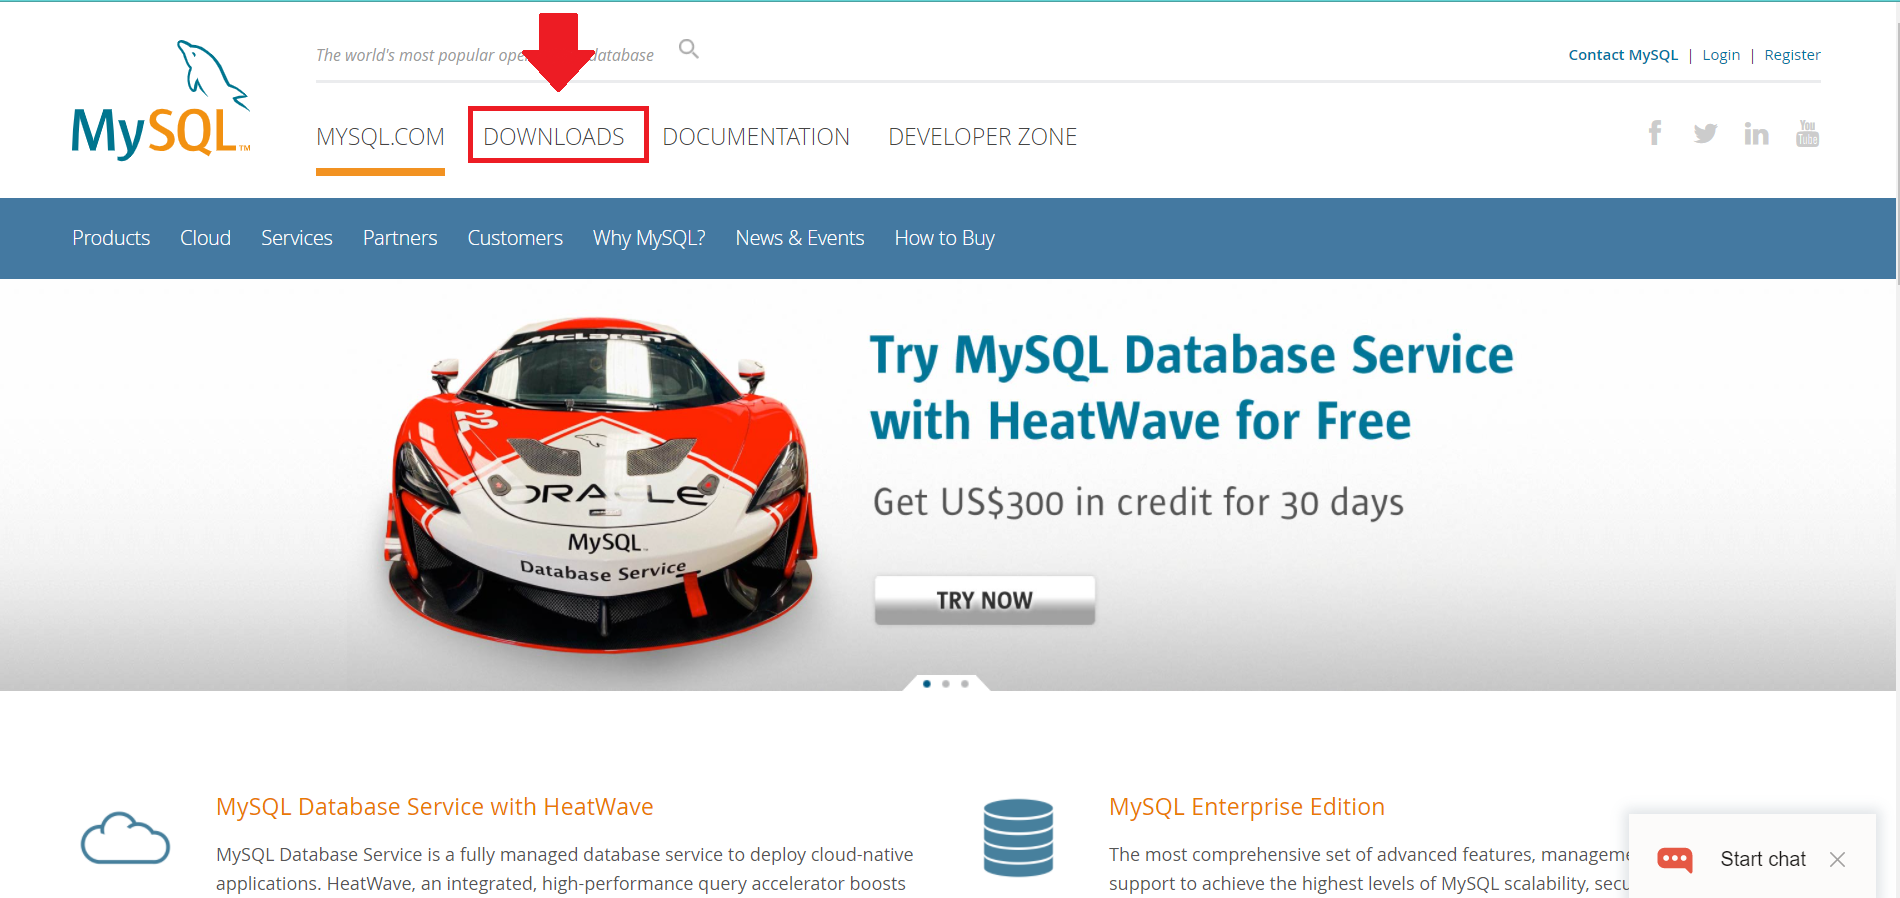 The world's most popular ope database
Contact MySQL | Login | Register
MySQL™
MYSQL.COM DOWNLOADS DOCUMENTATION DEVELOPER ZONE
You
Tube
Products Cloud Services Partners Customers Why MySQL? News & Events How to Buy
McLaren
23
ORACLE
MySQL™
Database Service
Try MySQL Database Service
with HeatWave for Free
Get US$300 in credit for 30 days
TRY NOW
MySQL Database Service with HeatWave
MySQL Database Service is a fully managed database service to deploy cloud-native
applications. HeatWave, an integrated, high-performance query accelerator boosts
MySQL Enterprise Edition
The most comprehensive set of advanced features, manageme
support to achieve the highest levels of MySQL scalability, secu
Start chat